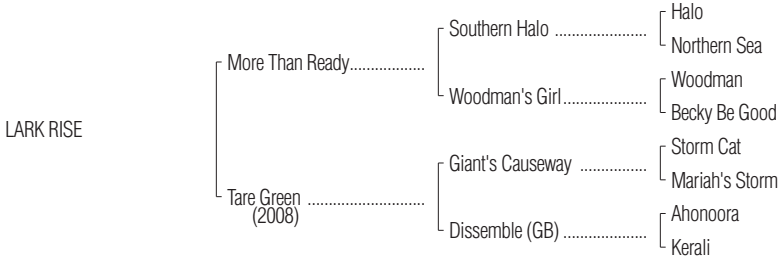 Halo
Southern Halo ......................
Northern Sea
More Than Ready..................
Woodman
Woodman's Girl....................
Becky Be Good
LARK RISE
Storm Cat
Giant's Causeway ................
Mariah's Storm
Tare Green ............................
(2008)
Ahonoora
Dissemble (GB) ....................
Kerali